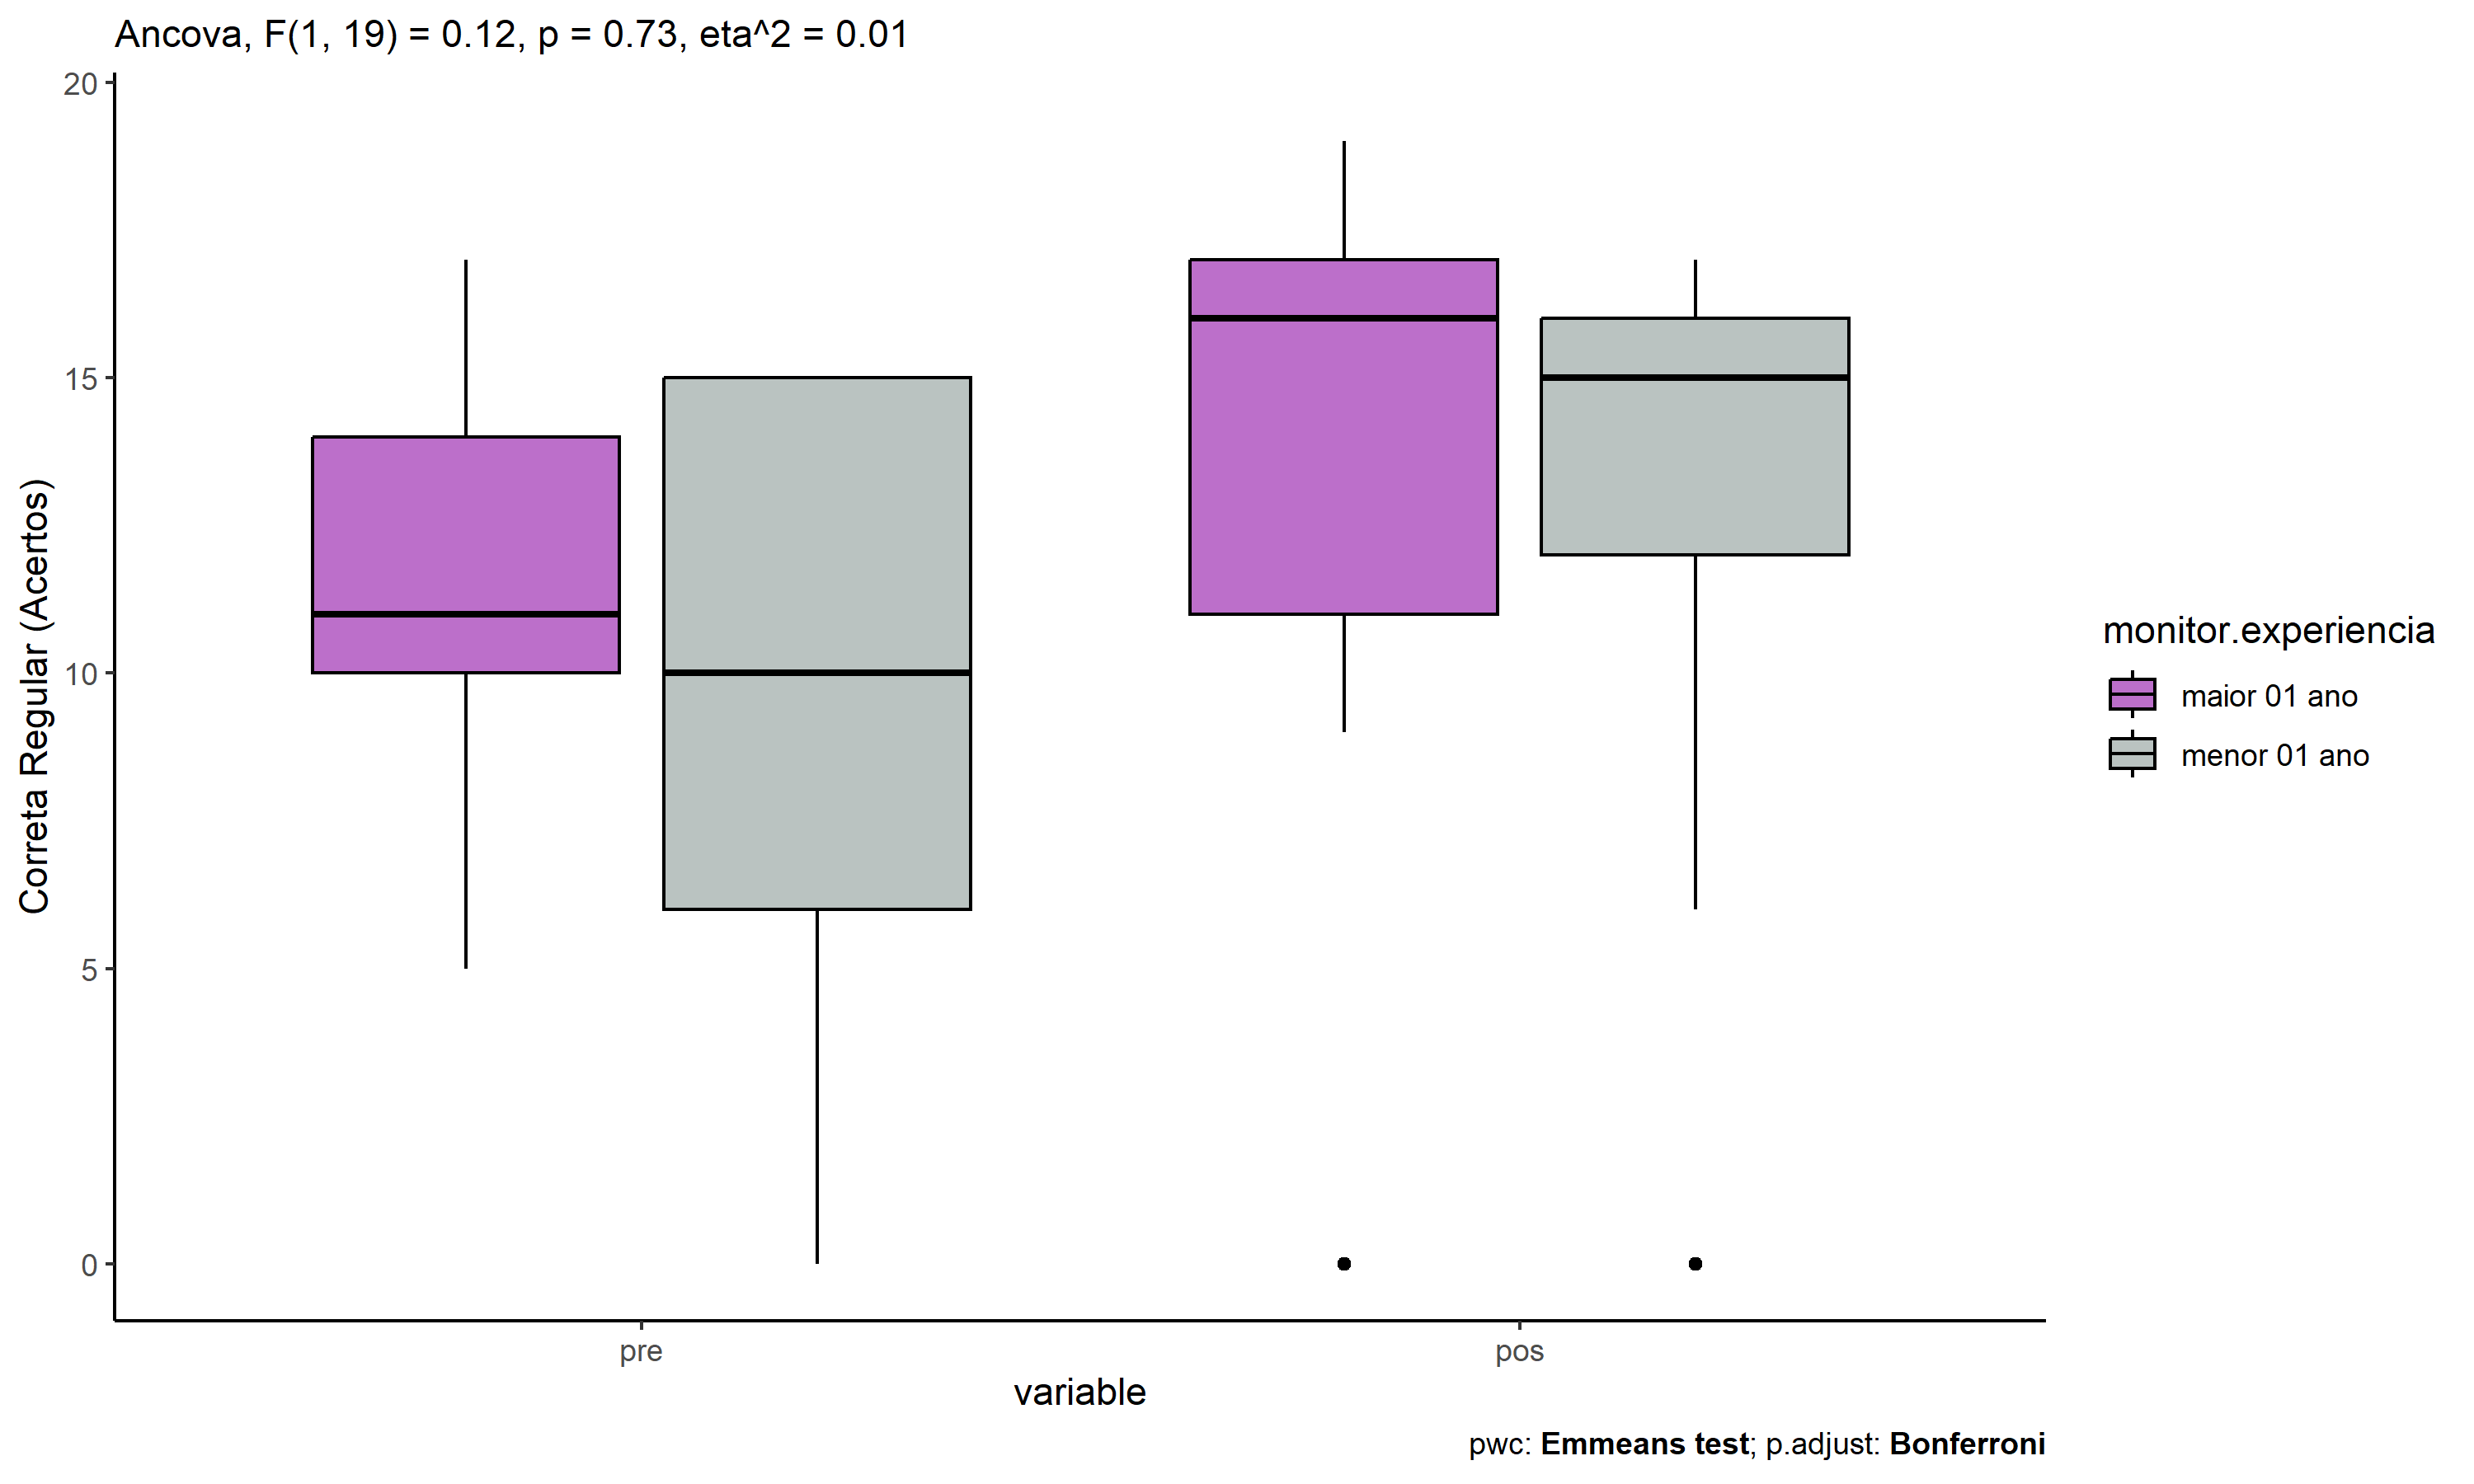 Ancova, F(1, 19) = 0.12, p = 0.73, eta^2 = 0.01
Correta Regular (Acertos)
20
15
10
5
0
pre
pos
variable
monitor.experiencia
maior 01 ano
menor 01 ano
pwc: Emmeans test; p.adjust: Bonferroni